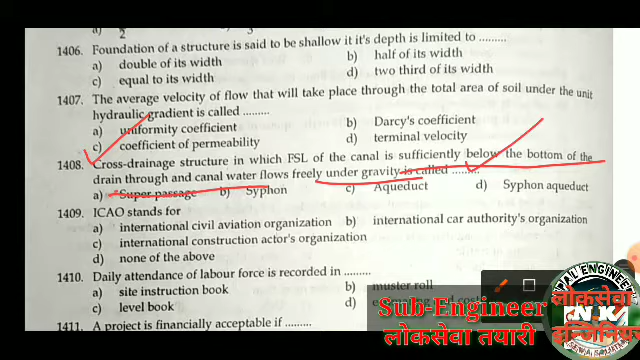 a) 2
1406. Foundation of a structure is said to be shallow it it's depth is limited to .........
a) double of its width b) half of its width
c) equal to its width d) two third of its width
1407. The average velocity of flow that will take place through the total area of soil under the unit
hydraulic gradient is called .........
a) uniformity coefficient b) Darcy's coefficient
c) coefficient of permeability d) terminal velocity
1408. Cross-drainage structure in which FSL of the canal is sufficiently below the bottom of the
drain through and canal water flows freely under gravity is called .........
a) Super passage b) Syphon c) Aqueduct d) Syphon aqueduct
1409. ICAO stands for
a) international civil aviation organization b) international car authority's organization
c) international construction actor's organization
d) none of the above
1410. Daily attendance of labour force is recorded in .........
a) site instruction book b) muster roll
c) level book d)
Sub-Engineer लोकसेवा
लोकसेवा तयारी
1411. A project is financially acceptable if .........